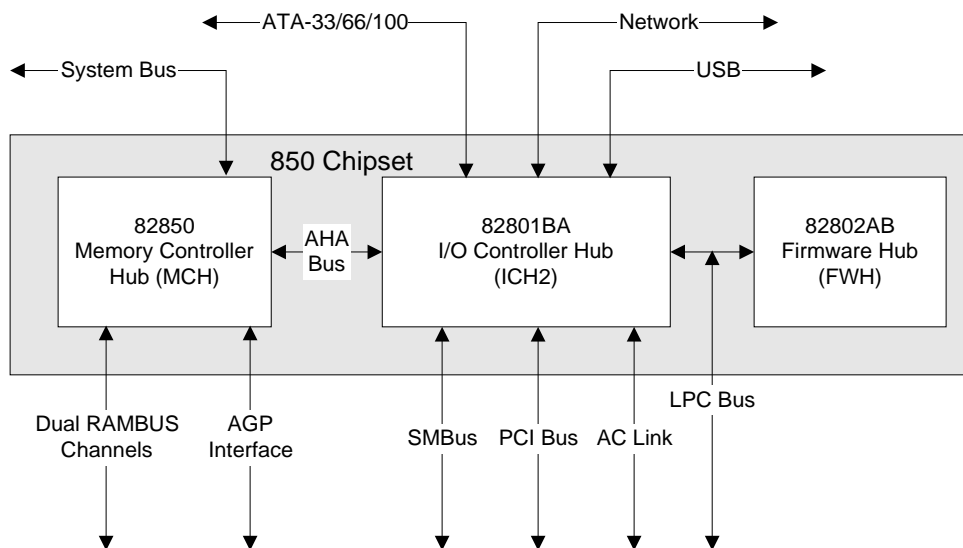 ATA-33/66/100
Network
System Bus
USB
850 Chipset
82850
Memory Controller
Hub (MCH)
AHA
Bus
82801BA
I/O Controller Hub
(ICH2)
82802AB
Firmware Hub
(FWH)
LPC Bus
Dual RAMBUS
Channels
AGP
Interface
SMBus
PCI Bus
AC Link